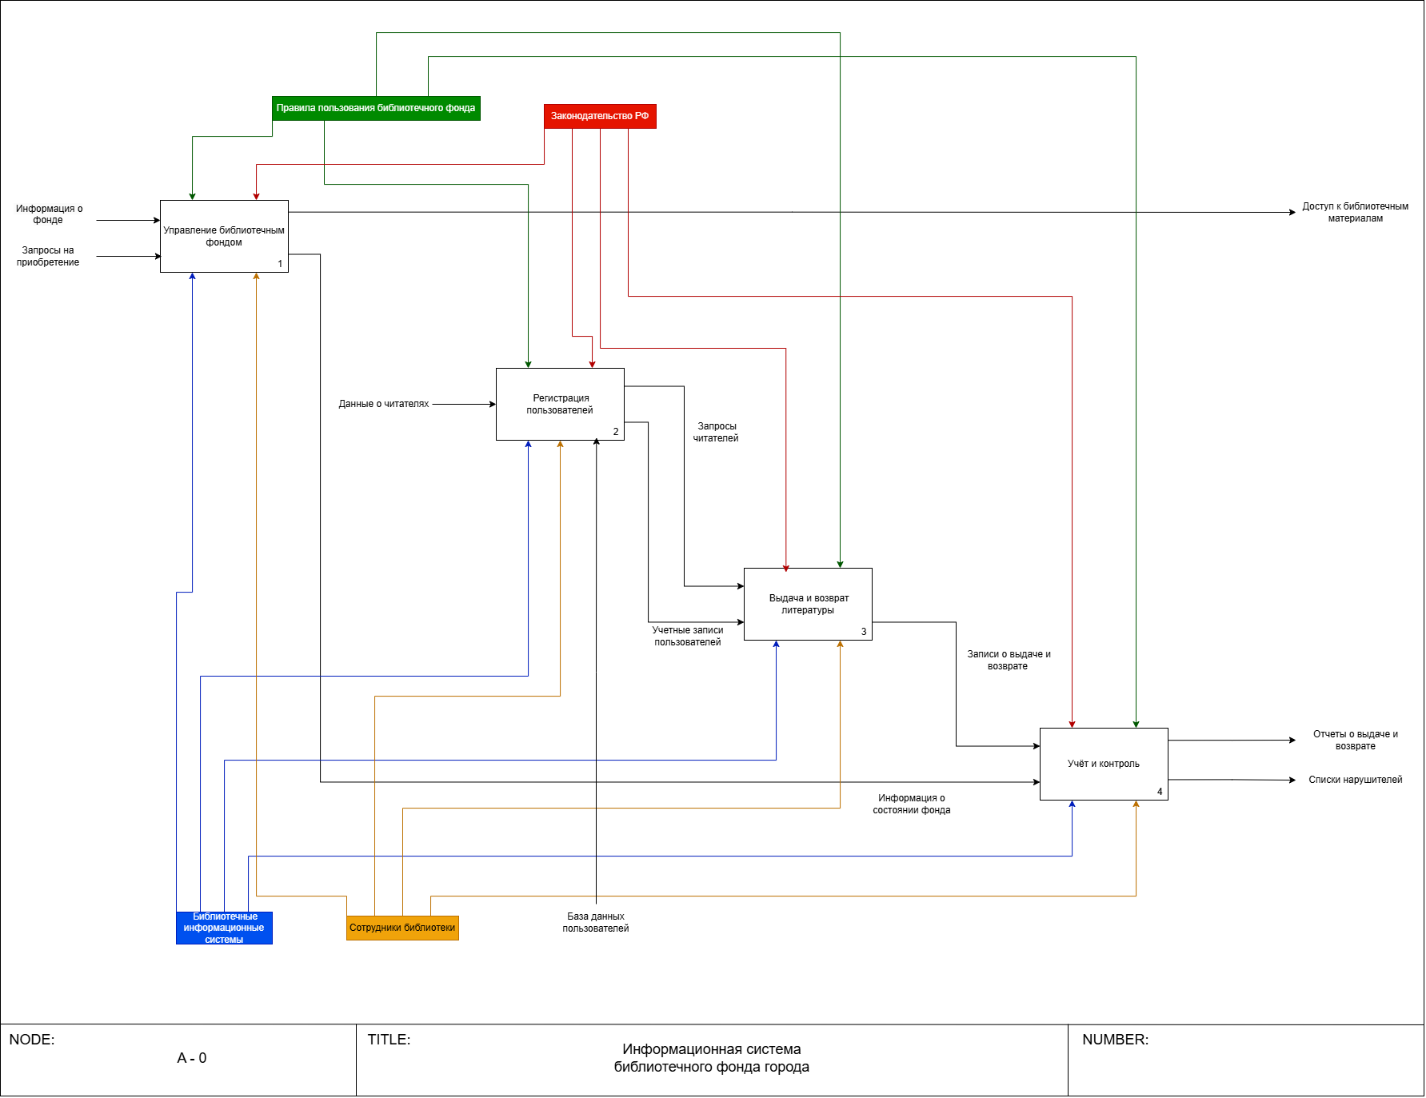 Правила пользования библиотечного фонда
Законодательство РФ
Информация о
фонде
Запросы на
приобретение
Управление библиотечным
фондом
1
Доступ к библиотечным
материалам
Данные о читателях
Регистрация
пользователей
2
Запросы
читателей
Учетные записи
пользователей
Выдача и возврат
литературы
3
Записи о выдаче и
возврате
Учёт и контроль
4
Отчеты о выдаче и
возврате
Списки нарушителей
Информация о
состоянии фонда
Библиотечные
информационные
системы
Сотрудники библиотеки
База данных
пользователей
NODE:
A - 0
TITLE:
Информационная система
библиотечного фонда города
NUMBER: